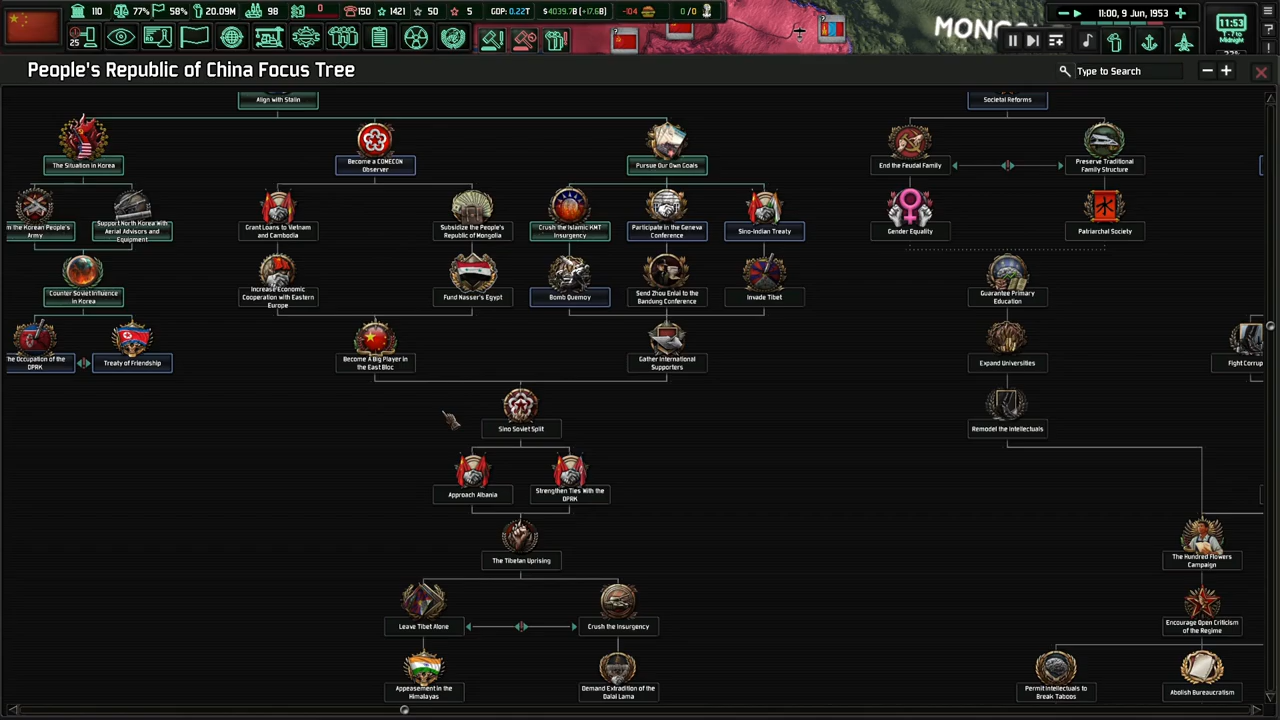 110 77% 58% 20.09M 98 0 150 1421 50 5 GDP: 0.22T $4039.7B (+17.6B) -104 0/0
25
MONG
11:00, 9 Jun, 1953
11:53
People's Republic of China Focus Tree
Type to Search
Align with Stalin
Societal Reforms
The Situation in Korea
Become a COMECON
Observer
Pursue Our Own Goals
End the Feudal Family
Preserve Traditional
Family Structure
m the Korean People's
Army
Support North Korea With
Aerial Advisors and
Equipment
Grant Loans to Vietnam
and Cambodia
Subsidize the People's
Republic of Mongolia
Crush the Islamic KMT
Insurgency
Participate in the Geneva
Conference
Sino-Indian Treaty
Gender Equality
Patriarchal Society
Counter Soviet Influence
in Korea
Increase Economic
Cooperation with Eastern
Europe
Fund Nasser's Egypt
Bomb Quemoy
Send Zhou Enlai to the
Bandung Conference
Invade Tibet
Guarantee Primary
Education
The Occupation of the
DPRK
Treaty of Friendship
Become A Big Player in
the East Bloc
Gather International
Supporters
Expand Universities
Fight Corrup
Sino Soviet Split
Remodel the Intellectuals
Approach Albania
Strengthen Ties With the
DPRK
The Tibetan Uprising
The Hundred Flowers
Campaign
Leave Tibet Alone
Crush the Insurgency
Encourage Open Criticism
of the Regime
Appeasement in the
Himalayas
Demand Extradition of the
Dalai Lama
Permit Intellectuals to
Break Taboos
Abolish Bureaucratism